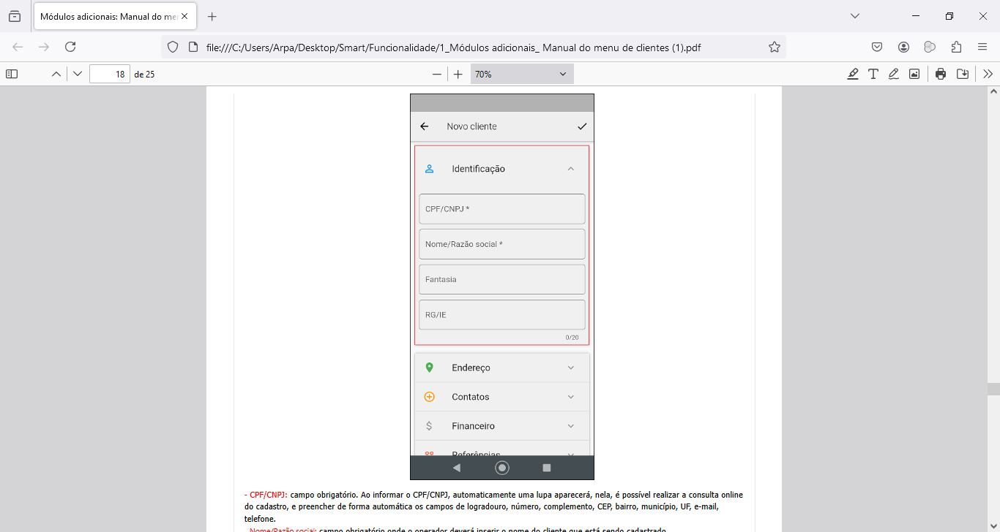 Módulos adicionais: Manual do me
file:///C:/Users/Arpa/Desktop/Smart/Funcionalidade/1_Módulos adicionais_ Manual do menu de clientes (1).pdf
18 de 25
70%
Novo cliente
Identificação
CPF/CNPJ *
Nome/Razão social *
Fantasia
RG/IE
0/20
Endereço
Contatos
Financeiro
Referências
- CPF/CNPJ: campo obrigatório. Ao informar o CPF/CNPJ, automaticamente uma lupa aparecerá, nela, é possível realizar a consulta online
do cadastro, e preencher de forma automática os campos de logradouro, número, complemento, CEP, bairro, município, UF, e-mail,
telefone.
- Nome/Razão social: campo obrigatório onde o operador deverá inserir o nome do cliente que está sendo cadastrado.